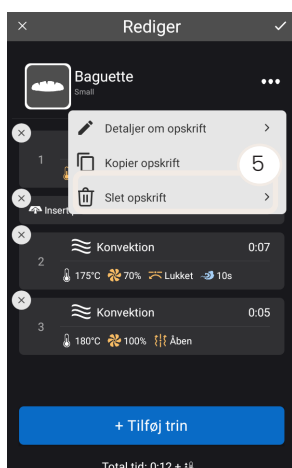 Rediger
Baguette
Small
Detaljer om opskrift
1
Kopier opskrift
5
Slet opskrift
Insert
Konvektion 0:07
2
175°C 70% Lukket 10s
Konvektion 0:05
3
180°C 100% Åben
+ Tilføj trin
Total tid: 0:12 +